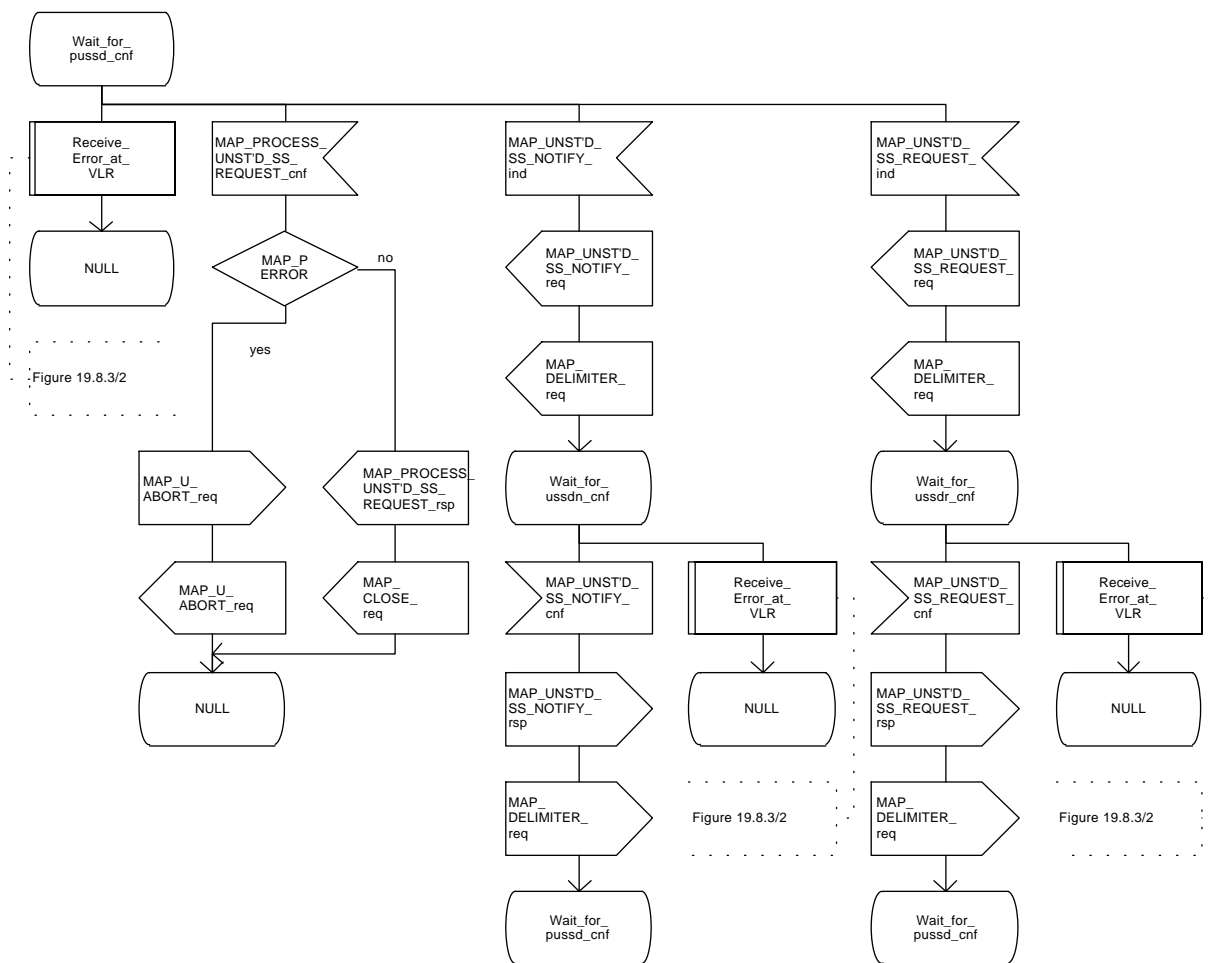 Wait_for_
pussd_cnf
Receive_
Error_at_
VLR
MAP_PROCESS_
UNST'D_SS_
REQUEST_cnf
MAP_UNST'D_
SS_NOTIFY_
ind
MAP_UNST'D_
SS_REQUEST_
ind
NULL
MAP_P
ERROR
no
MAP_UNST'D_
SS_NOTIFY_
req
MAP_UNST'D_
SS_REQUEST_
req
yes
Figure 19.8.3/2
MAP_
DELIMITER_
req
MAP_
DELIMITER_
req
MAP_U_
ABORT_req
MAP_PROCESS_
UNST'D_SS_
REQUEST_rsp
Wait_for_
ussdn_cnf
Wait_for_
ussdr_cnf
MAP_U_
ABORT_req
MAP_
CLOSE_
req
MAP_UNST'D_
SS_NOTIFY_
cnf
Receive_
Error_at_
VLR
MAP_UNST'D_
SS_REQUEST_
cnf
Receive_
Error_at_
VLR
NULL
MAP_UNST'D_
SS_NOTIFY_
rsp
NULL
MAP_UNST'D_
SS_REQUEST_
rsp
NULL
MAP_
DELIMITER_
req
Figure 19.8.3/2
MAP_
DELIMITER_
req
Figure 19.8.3/2
Wait_for_
pussd_cnf
Wait_for_
pussd_cnf